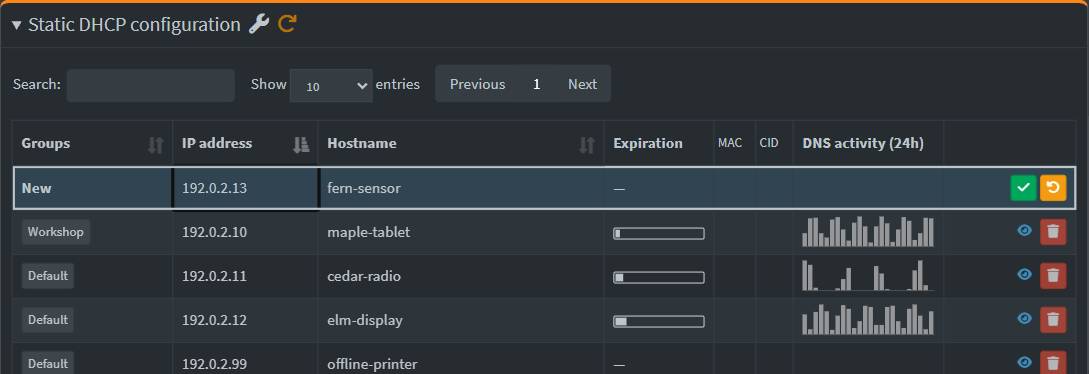 Static DHCP configuration
Search: Show 10 entries Previous 1 Next
Groups IP address Hostname Expiration MAC CID DNS activity (24h)
New 192.0.2.13 fern-sensor —
Workshop 192.0.2.10 maple-tablet
Default 192.0.2.11 cedar-radio
Default 192.0.2.12 elm-display
Default 192.0.2.99 offline-printer —